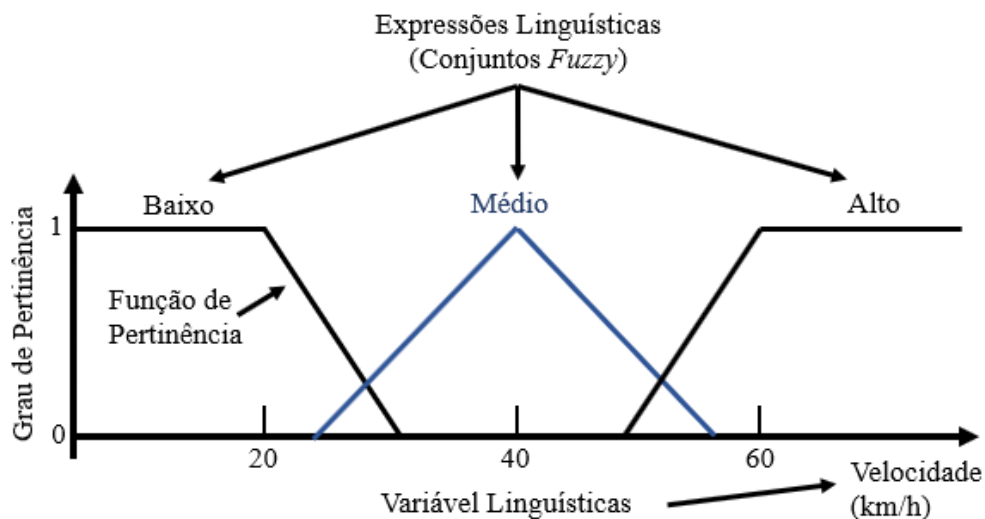 Expressões Linguísticas
(Conjuntos Fuzzy)
Baixo
Médio
Alto
1
Grau de Pertinência
Função de
Pertinência
0
20
40
60
Velocidade
(km/h)
Variável Linguísticas